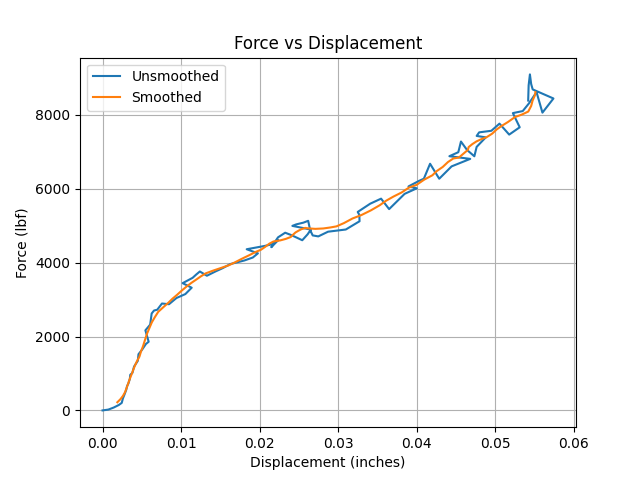 Force vs Displacement
Unsmoothed
Smoothed
8000
6000
4000
2000
0
Force (lbf)
0.00 0.01 0.02 0.03 0.04 0.05 0.06
Displacement (inches)